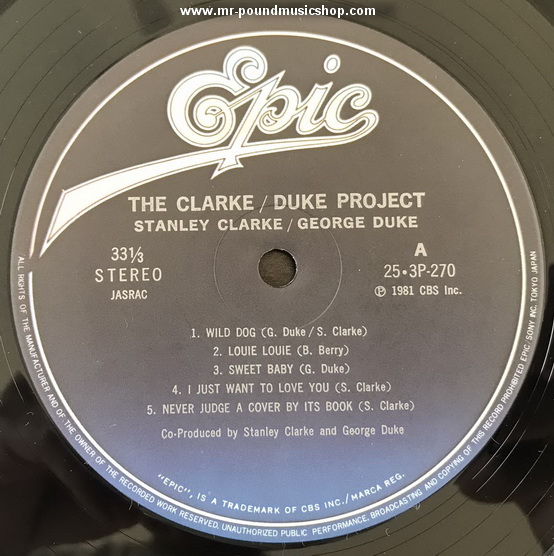 www.mr-poundmusicshop.com
Epic
THE CLARKE / DUKE PROJECT
STANLEY CLARKE / GEORGE DUKE
33⅓
STEREO
JASRAC
A
25・3P-270
Ⓟ 1981 CBS Inc.
1. WILD DOG (G. Duke / S. Clarke)
2. LOUIE LOUIE (B. Berry)
3. SWEET BABY (G. Duke)
4. I JUST WANT TO LOVE YOU (S. Clarke)
5. NEVER JUDGE A COVER BY ITS BOOK (S. Clarke)
Co-Produced by Stanley Clarke and George Duke
"EPIC", IS A TRADEMARK OF CBS INC./MARCA REG.
ALL RIGHTS OF THE MANUFACTURER AND OF THE OWNER OF THE RECORDED WORK RESERVED. UNAUTHORIZED PUBLIC PERFORMANCE, BROADCASTING AND COPYING OF THIS RECORD PROHIBITED EPIC SONY INC. TOKYO JAPAN